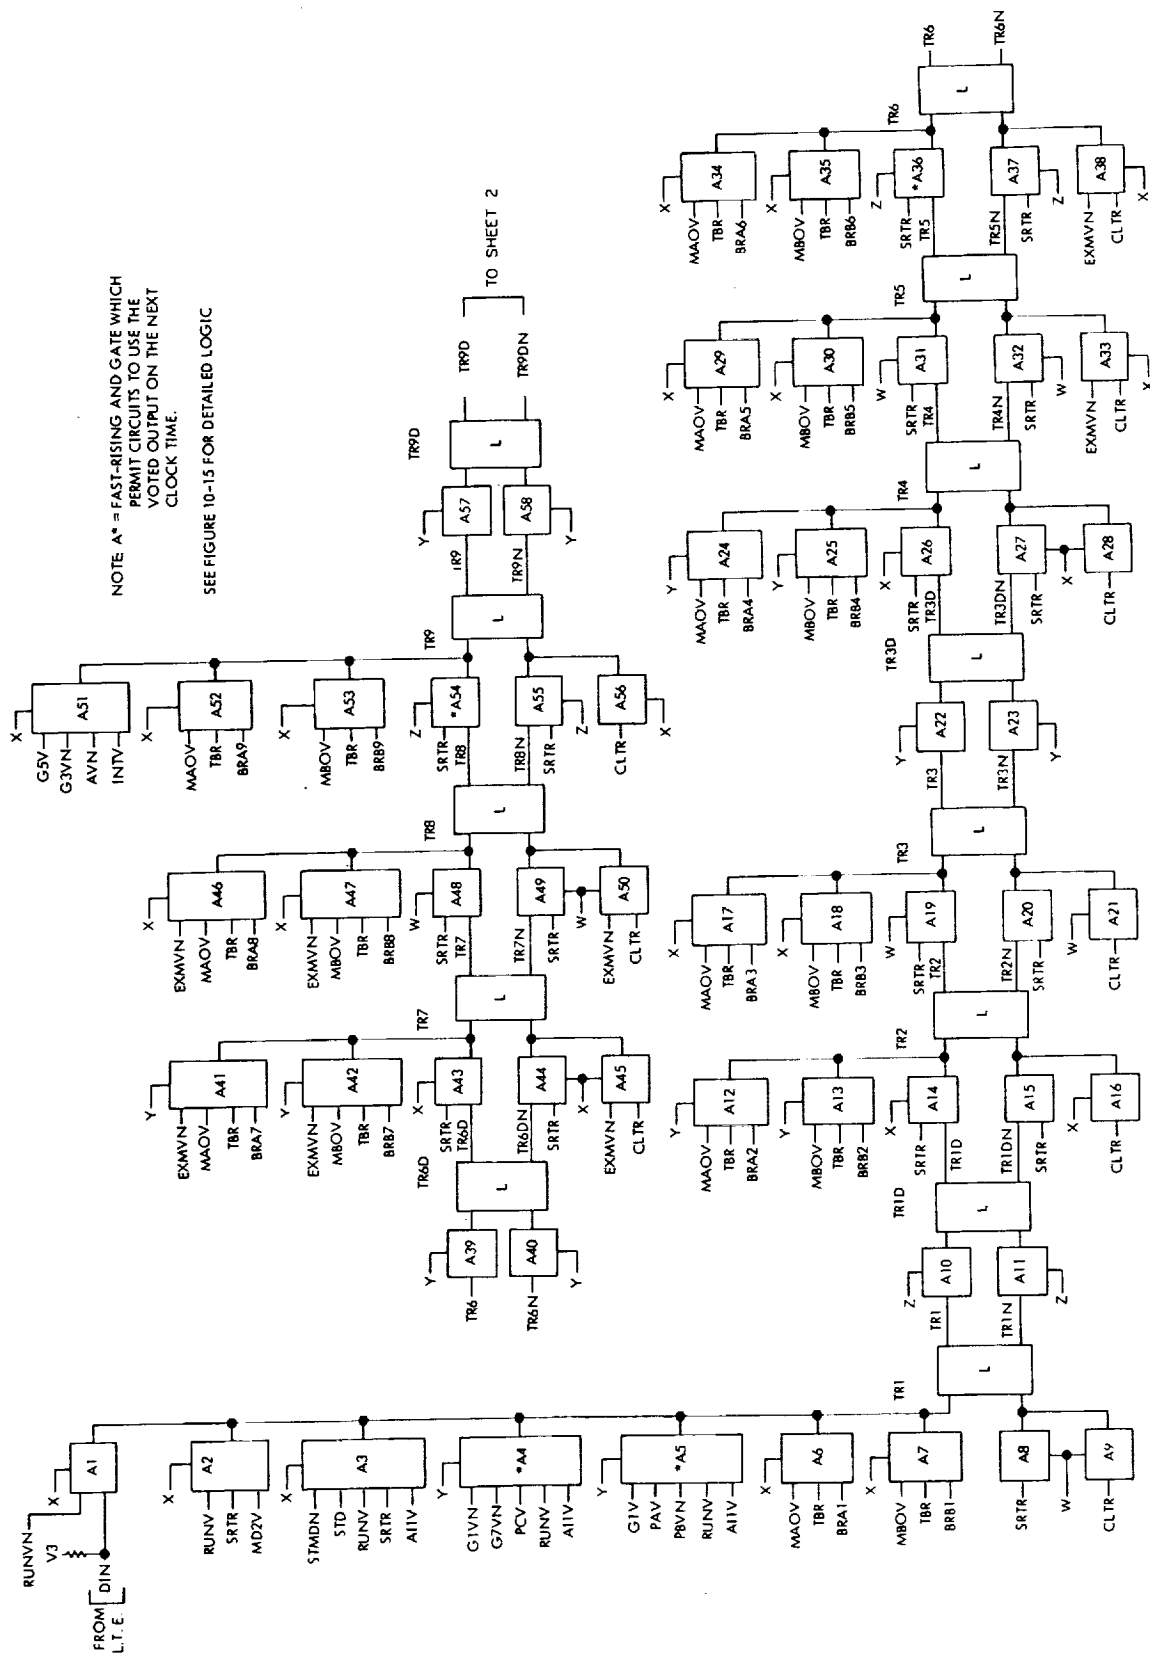 NOTE A* = FAST-RISING AND GATE WHICH
PERMIT CIRCUITS TO USE THE
VOTED OUTPUT ON THE NEXT
CLOCK TIME.
SEE FIGURE 10-15 FOR DETAILED LOGIC
RUNVN
V3
FROM
L.T.E.
DIN
X
A1
X
RUNV
SRTR
MD2V
A2
X
STMDN
STD
RUNV
SRTR
A11V
A3
Y
G1VN
G7VN
PCV
RUNV
A11V
*A4
Y
G1V
PAV
PBVN
RUNV
A11V
*A5
X
MAOV
TBR
BRA1
A6
X
MBOV
TBR
BRB1
A7
SRTR
A8
W
CLTR
A9
TR1
L
TR1
TR1N
Z
A10
A11
Z
TR1D
L
Y
MAOV
TBR
BRA2
A12
Y
MBOV
TBR
BRB2
A13
X
SRTR
TR1D
A14
TR1DN
SRTR
A15
X
CLTR
A16
TR2
L
X
MAOV
TBR
BRA3
A17
X
MBOV
TBR
BRB3
A18
W
SRTR
TR2
A19
TR2N
SRTR
A20
W
CLTR
A21
TR3
L
TR3
TR3N
Y
A22
A23
Y
TR3D
L
Y
MAOV
TBR
BRA4
A24
Y
MBOV
TBR
BRB4
A25
X
SRTR
TR3D
A26
TR3DN
SRTR
A27
X
CLTR
A28
TR4
L
X
MAOV
TBR
BRA5
A29
X
MBOV
TBR
BRB5
A30
W
SRTR
TR4
A31
TR4N
SRTR
A32
W
EXMVN
CLTR
A33
X
TR5
L
X
MAOV
TBR
BRA6
A34
X
MBOV
TBR
BRB6
A35
Z
SRTR
TR5
*A36
TR5N
SRTR
A37
Z
EXMVN
CLTR
A38
X
TR6
L
TR6
TR6N
TR6
TR6N
Y
A39
A40
Y
TR6D
L
Y
EXMVN
MAOV
TBR
BRA7
A41
Y
EXMVN
MBOV
TBR
BRB7
A42
X
SRTR
TR6D
A43
TR6DN
SRTR
A44
X
EXMVN
CLTR
A45
TR7
L
X
EXMVN
MAOV
TBR
BRA8
A46
X
EXMVN
MBOV
TBR
BRB8
A47
W
SRTR
TR7
A48
TR7N
SRTR
A49
W
EXMVN
CLTR
A50
TR8
L
X
G5V
G3VN
AVN
INTV
A51
X
MAOV
TBR
BRA9
A52
X
MBOV
TBR
BRB9
A53
Z
SRTR
TR8
*A54
TR8N
SRTR
A55
Z
CLTR
A56
X
TR9
L
TR9
TR9N
Y
A57
A58
Y
TR9D
L
TR9D
TR9DN
TO SHEET 2